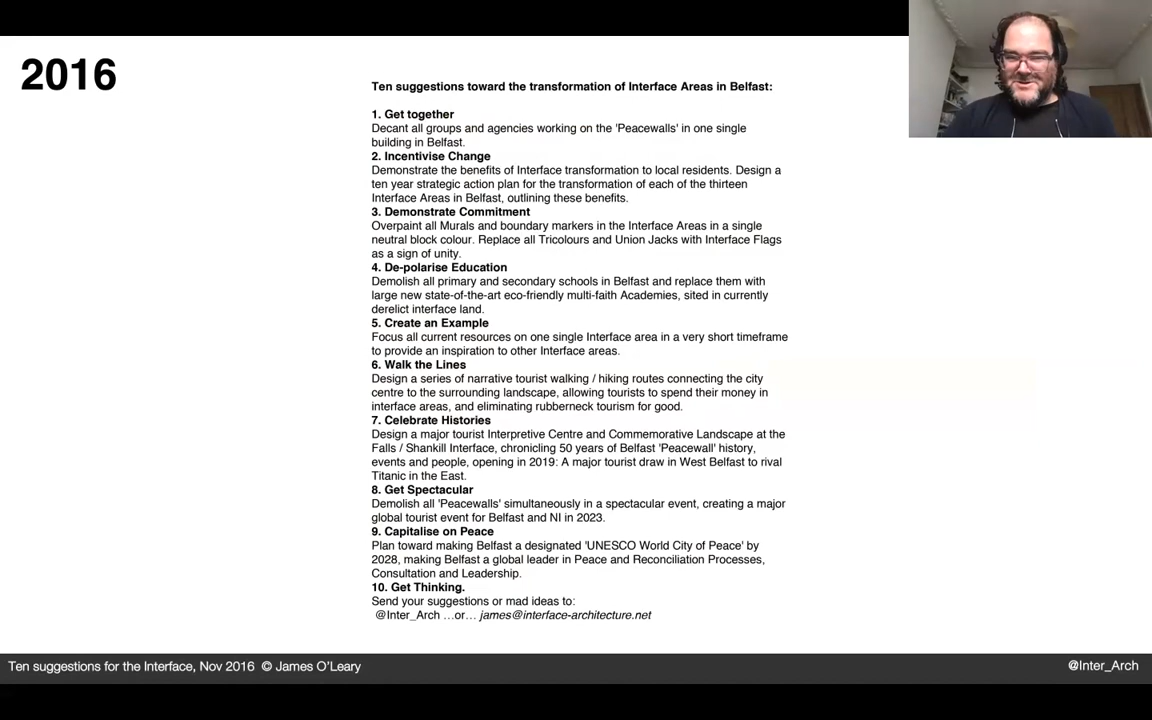 2016
Ten suggestions toward the transformation of Interface Areas in Belfast:
1. Get together
Decant all groups and agencies working on the 'Peacewalls' in one single
building in Belfast.
2. Incentivise Change
Demonstrate the benefits of Interface transformation to local residents. Design a
ten year strategic action plan for the transformation of each of the thirteen
Interface Areas in Belfast, outlining these benefits.
3. Demonstrate Commitment
Overpaint all Murals and boundary markers in the Interface Areas in a single
neutral block colour. Replace all Tricolours and Union Jacks with Interface Flags
as a sign of unity.
4. De-polarise Education
Demolish all primary and secondary schools in Belfast and replace them with
large new state-of-the-art eco-friendly multi-faith Academies, sited in currently
derelict interface land.
5. Create an Example
Focus all current resources on one single Interface area in a very short timeframe
to provide an inspiration to other Interface areas.
6. Walk the Lines
Design a series of narrative tourist walking / hiking routes connecting the city
centre to the surrounding landscape, allowing tourists to spend their money in
interface areas, and eliminating rubberneck tourism for good.
7. Celebrate Histories
Design a major tourist Interpretive Centre and Commemorative Landscape at the
Falls / Shankill Interface, chronicling 50 years of Belfast 'Peacewall' history,
events and people, opening in 2019: A major tourist draw in West Belfast to rival
Titanic in the East.
8. Get Spectacular
Demolish all 'Peacewalls' simultaneously in a spectacular event, creating a major
global tourist event for Belfast and NI in 2023.
9. Capitalise on Peace
Plan toward making Belfast a designated 'UNESCO World City of Peace' by
2028, making Belfast a global leader in Peace and Reconciliation Processes,
Consultation and Leadership.
10. Get Thinking.
Send your suggestions or mad ideas to:
@Inter_Arch …or… james@interface-architecture.net
Ten suggestions for the Interface, Nov 2016 © James O'Leary
@Inter_Arch